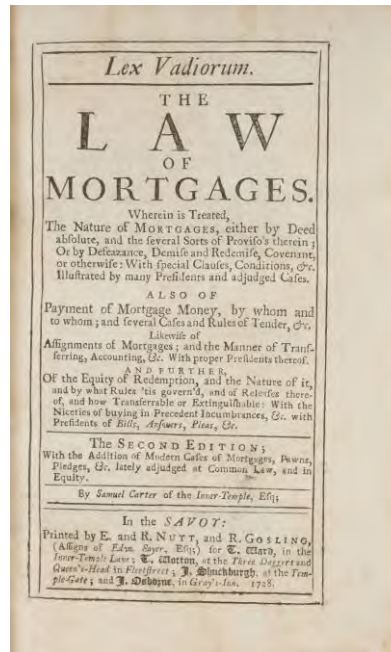 Lex Vadiorum.
THE
LAW
OF
MORTGAGES.
Wherein is Treated,
The Nature of MORTGAGES, either by Deed
absolute, and the several Sorts of Proviso's therein;
Or by Defeazance, Demise and Redemise, Covenant,
or otherwise: With special Clauses, Conditions, &c.
Illustrated by many Presidents and adjudged Cases.
ALSO OF
Payment of Mortgage Money, by whom and
to whom; and several Cases and Rules of Tender, &c.
Likewise of
Assignments of Mortgages; and the Manner of Trans-
ferring, Accounting, &c. With proper Presidents thereof.
AND FURTHER,
Of the Equity of Redemption, and the Nature of it,
and by what Rules 'tis govern'd, and of Releases there-
of, and how Transferrable or Extinguishable: With the
Niceties of buying in Precedent Incumbrances, &c. with
Presidents of Bills, Answers, Pleas, &c.
The SECOND EDITION;
With the Addition of Modern Cases of Mortgages, Pawns,
Pledges, &c. lately adjudged at Common Law, and in
Equity.
By Samuel Carter of the Inner-Temple, Esq;
In the SAVOY:
Printed by E. and R. NUTT, and R. GOSLING,
(Assigns of Edw. Sayer, Esq;) for T. Ward, in the
Inner-Temple Lane; T. Wotton, at the Three Daggers and
Queen's-Head in Fleetstreet; J. Shuckburgh, at the Tem-
ple-Gate; and J. Osborne, in Gray's-Inn. 1728.